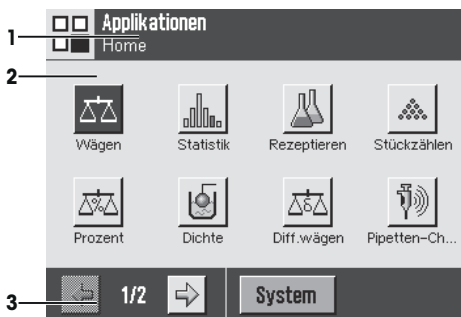 Applikationen
1
Home
2
Wägen Statistik Rezeptieren Stückzählen
Prozent Dichte Diff.wägen Pipetten-Ch...
3
1/2 System